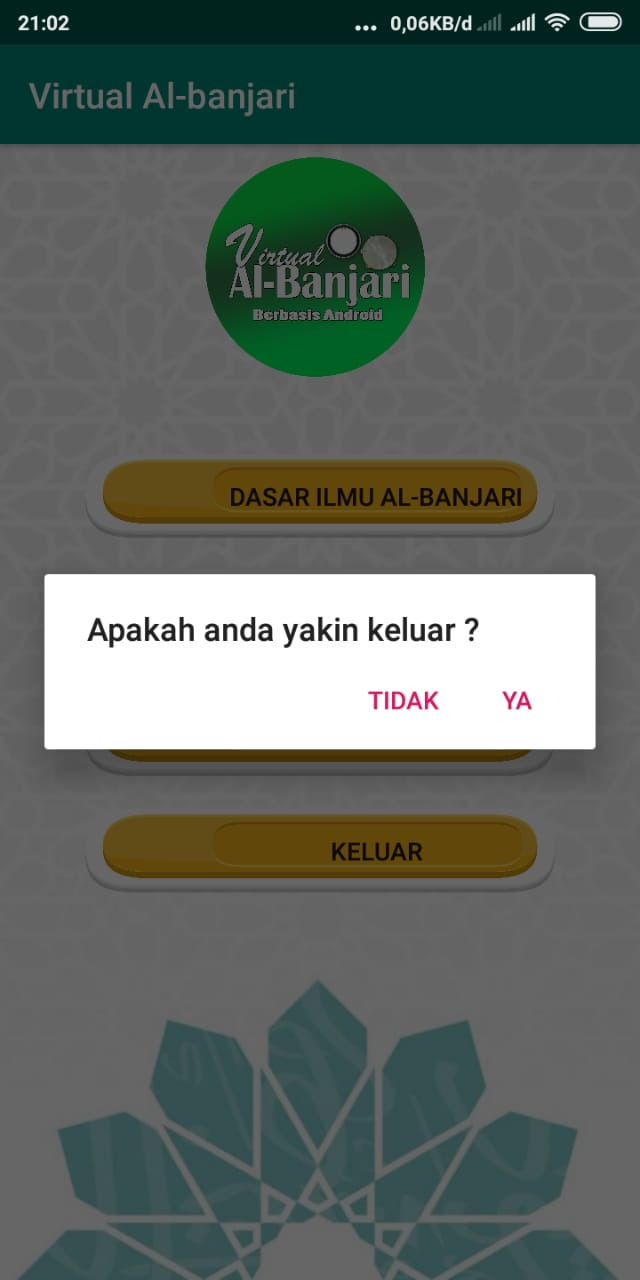 21:02
... 0,06KB/d
Virtual Al-banjari
Virtual
Al-Banjari
Berbasis Android
DASAR ILMU AL-BANJARI
Apakah anda yakin keluar ?
TIDAK YA
KELUAR